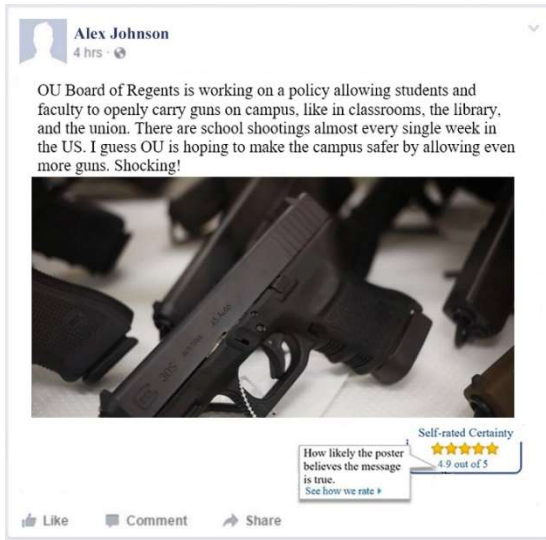 Alex Johnson
4 hrs ·
OU Board of Regents is working on a policy allowing students and
faculty to openly carry guns on campus, like in classrooms, the library,
and the union. There are school shootings almost every single week in
the US. I guess OU is hoping to make the campus safer by allowing even
more guns. Shocking!
30S AUSTRIA .45 Auto
Self-rated Certainty
4.9 out of 5
How likely the poster
believes the message
is true.
See how we rate
Like Comment Share